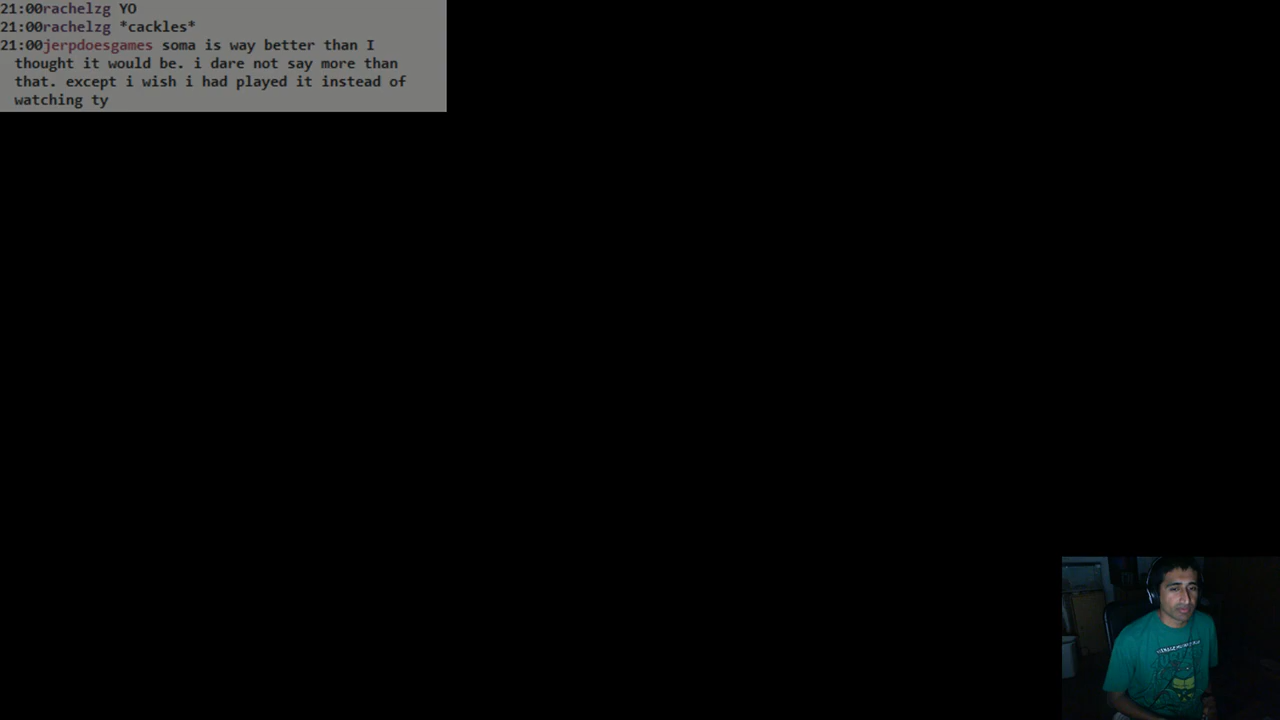 21:00rachelzg YO
21:00rachelzg *cackles*
21:00jerpdoesgames soma is way better than I
thought it would be. i dare not say more than
that. except i wish i had played it instead of
watching ty